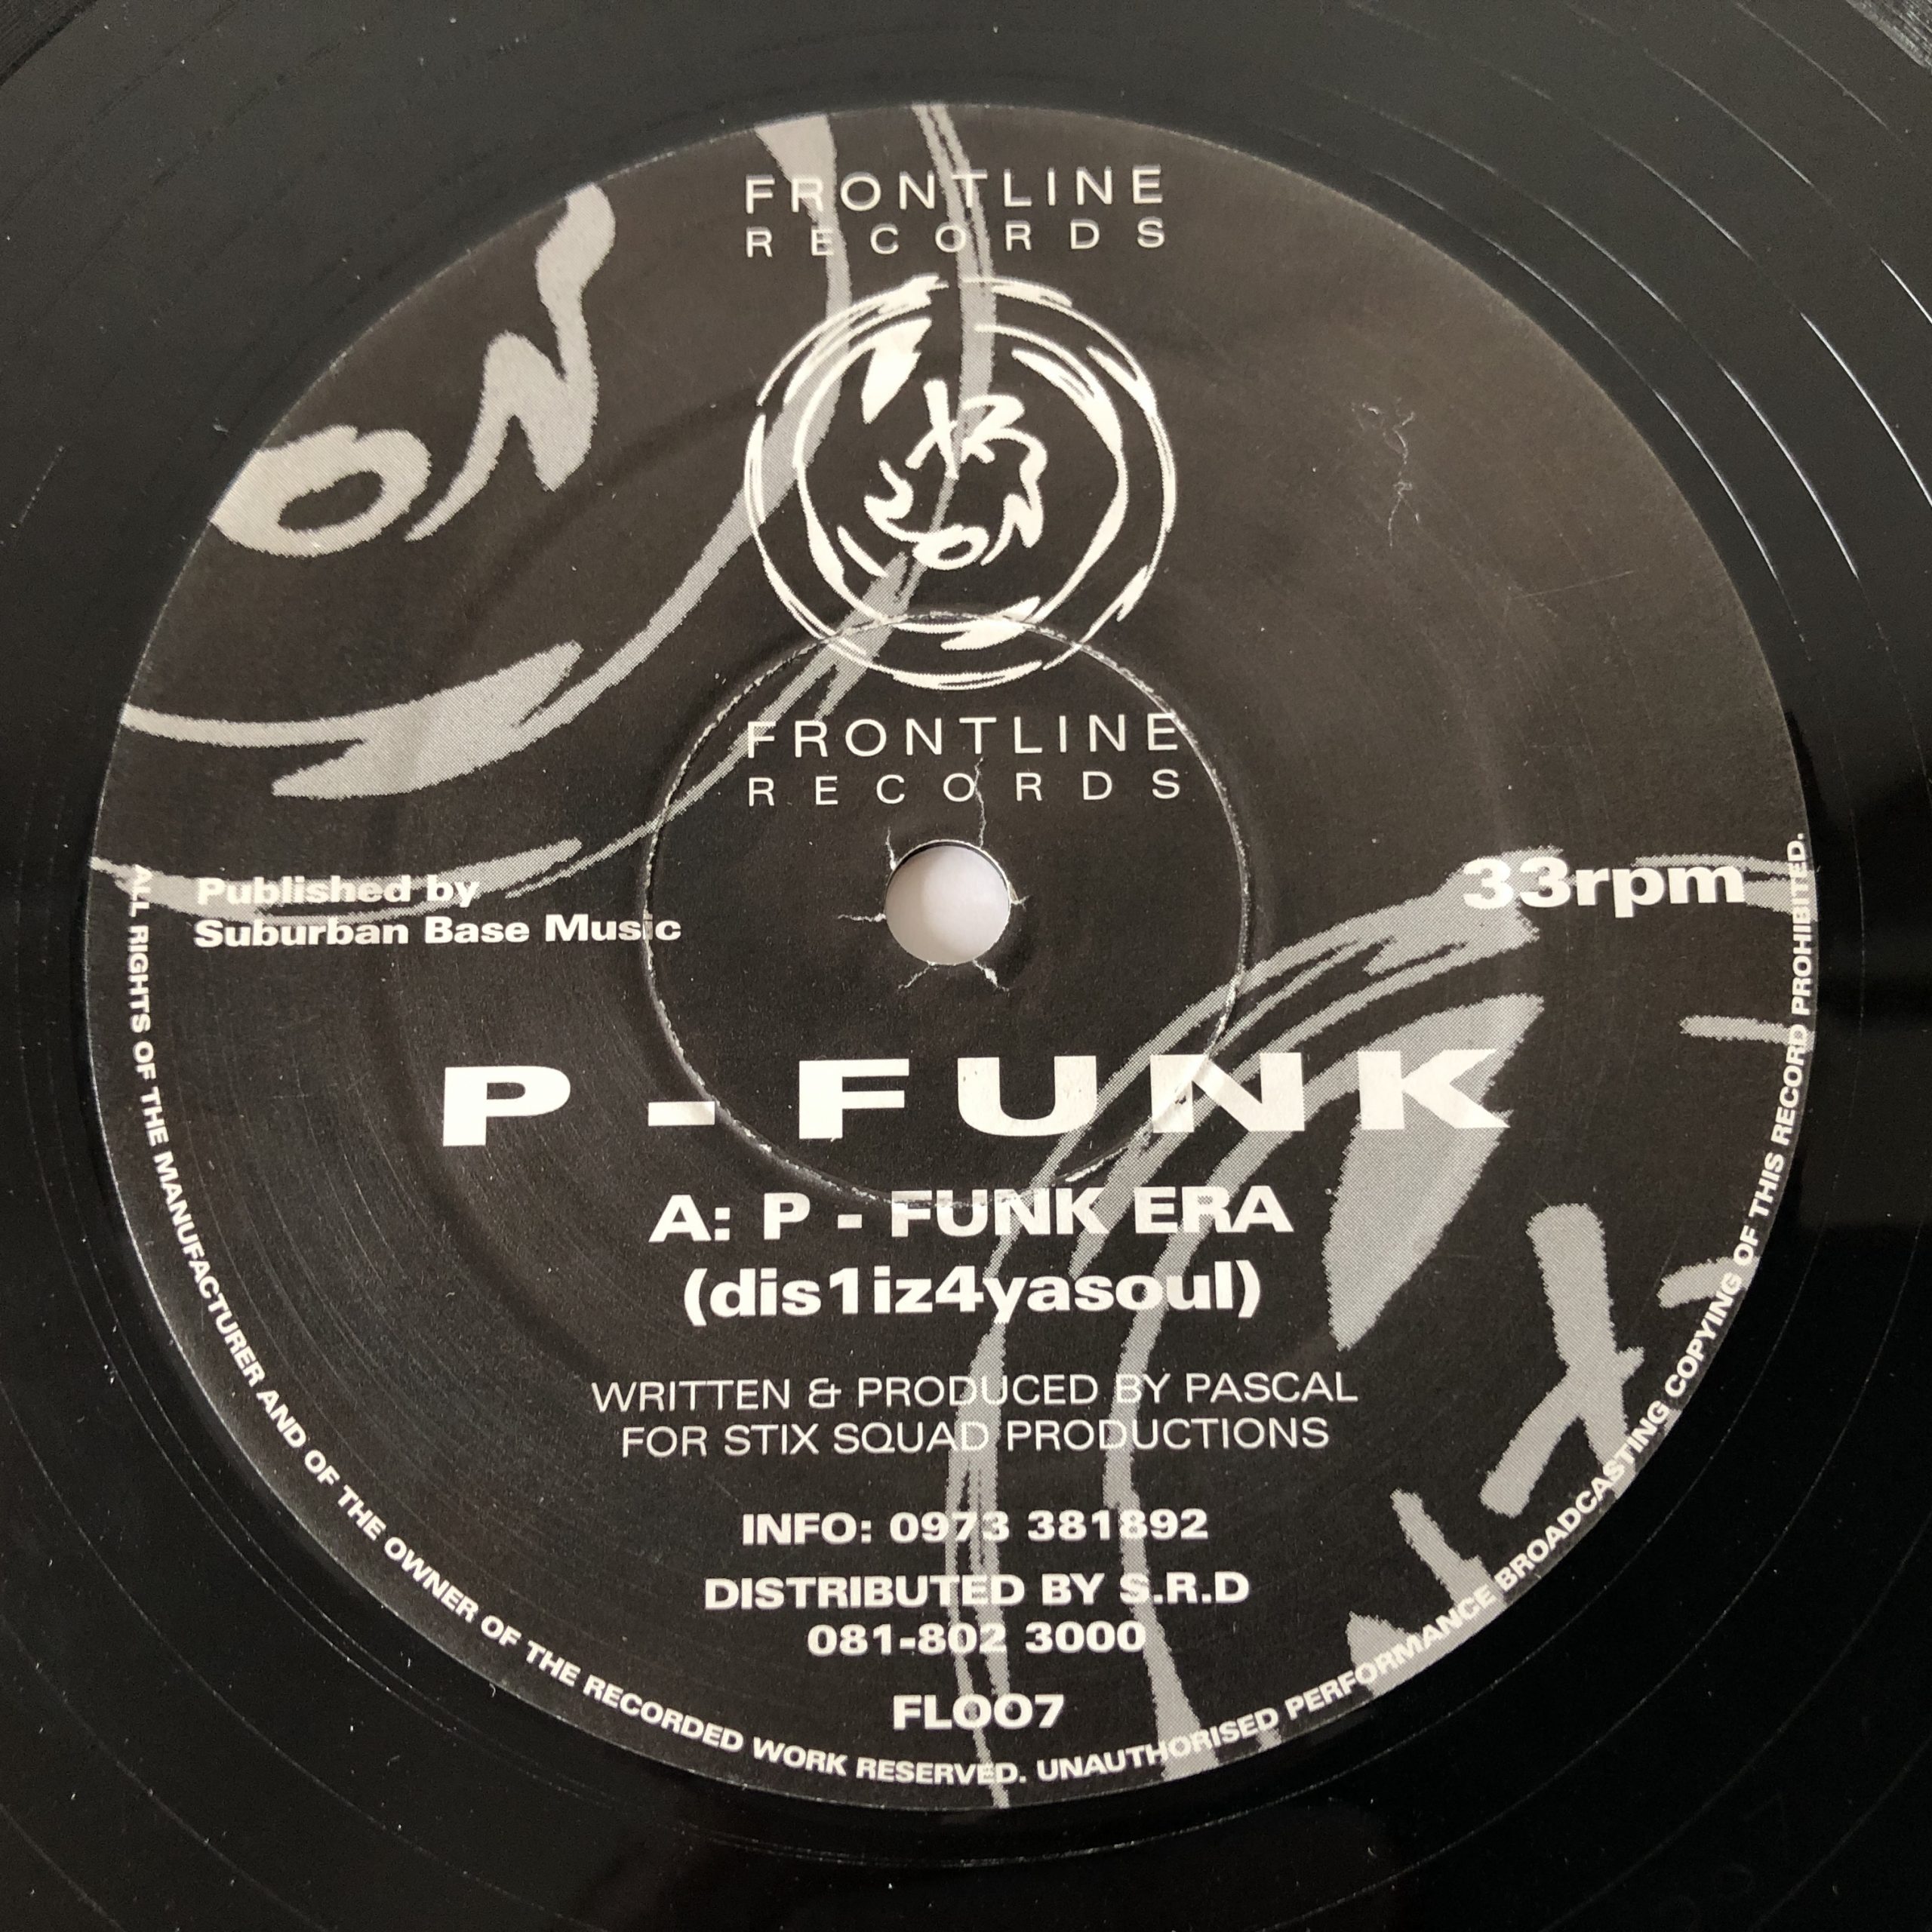 FRONTLINE
RECORDS
ON
FRONTLINE
RECORDS
Published by
Suburban Base Music
33rpm
P - FUNK
A: P - FUNK ERA
(dis1iz4yasoul)
WRITTEN & PRODUCED BY PASCAL
FOR STIX SQUAD PRODUCTIONS
INFO: 0973 381892
DISTRIBUTED BY S.R.D
081-802 3000
FL007
ALL RIGHTS OF THE MANUFACTURER AND OF THE OWNER OF THE RECORDED WORK RESERVED. UNAUTHORISED PERFORMANCE BROADCASTING COPYING OF THIS RECORD PROHIBITED.